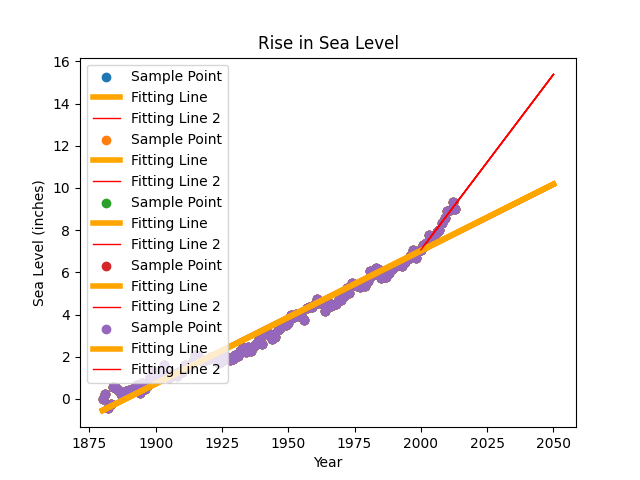 Rise in Sea Level
16
14
12
10
8
6
4
2
0
Sea Level (inches)
Sample Point
Fitting Line
Fitting Line 2
Sample Point
Fitting Line
Fitting Line 2
Sample Point
Fitting Line
Fitting Line 2
Sample Point
Fitting Line
Fitting Line 2
Sample Point
Fitting Line
Fitting Line 2
1875 1900 1925 1950 1975 2000 2025 2050
Year